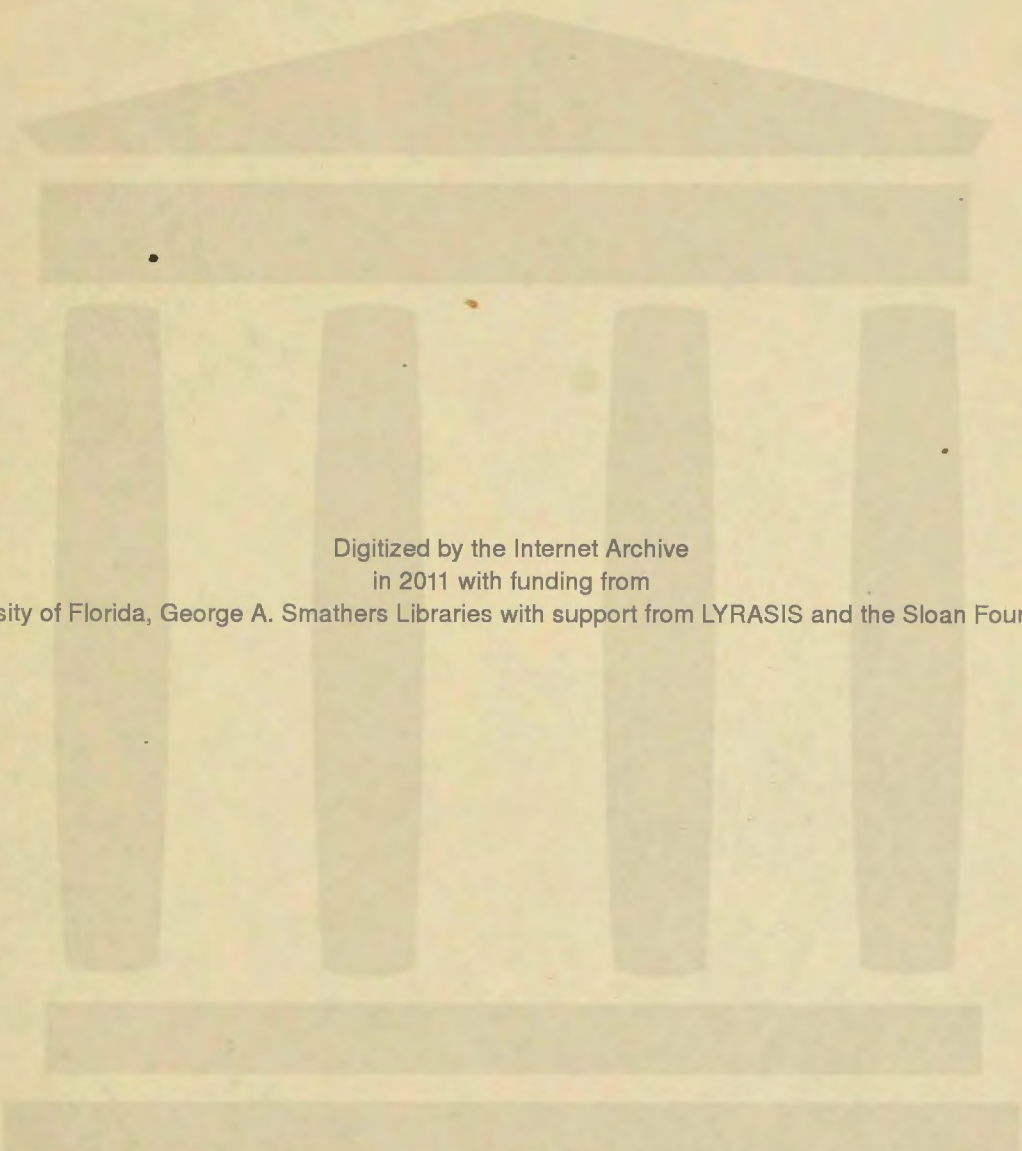 Digitized by the Internet Archive
in 2011 with funding from
sity of Florida, George A. Smathers Libraries with support from LYRASIS and the Sloan Four